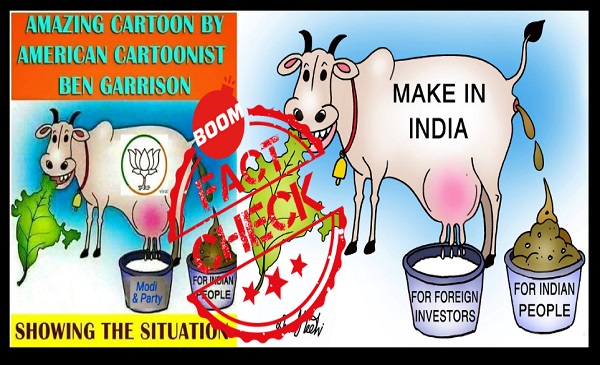 AMAZING CARTOON BY
AMERICAN CARTOONIST
BEN GARRISON
Modi
& Party
FOR INDIAN
PEOPLE
SHOWING THE SITUATION
BOOM
FACT
CHECK
MAKE IN
INDIA
FOR FOREIGN
INVESTORS
FOR INDIAN
PEOPLE